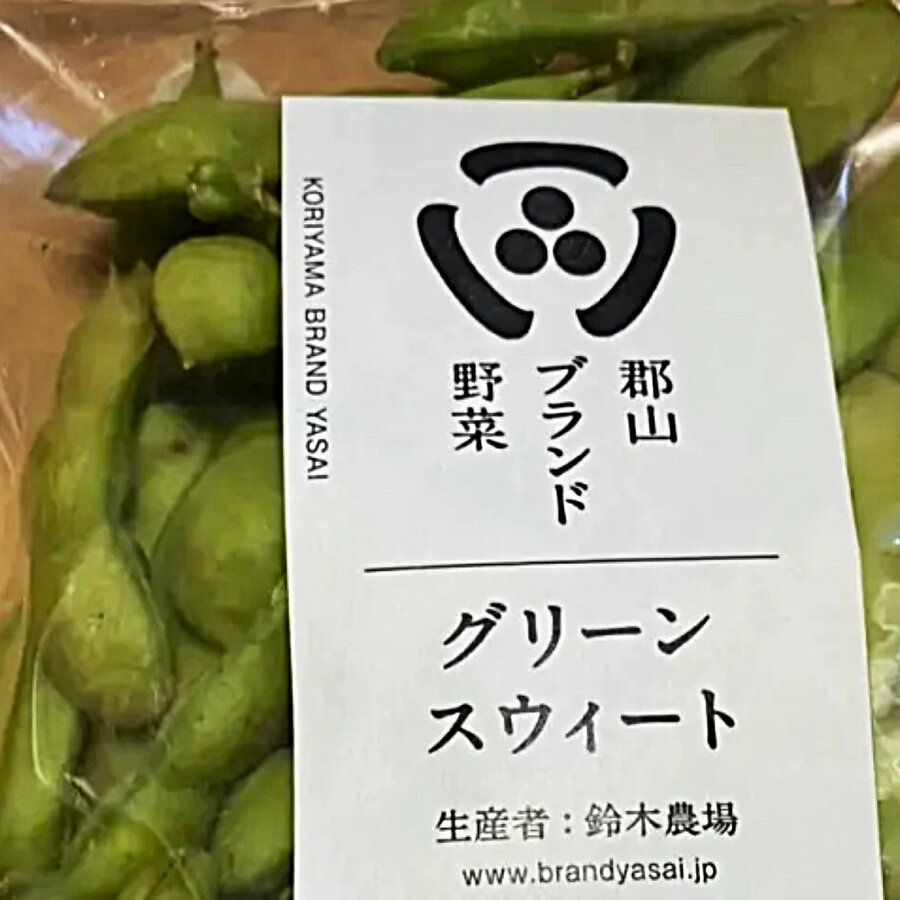 KORIYAMA BRAND YASAI
郡山
ブランド
野菜
グリーン
スウィート
生産者：鈴木農場
www.brandyasai.jp